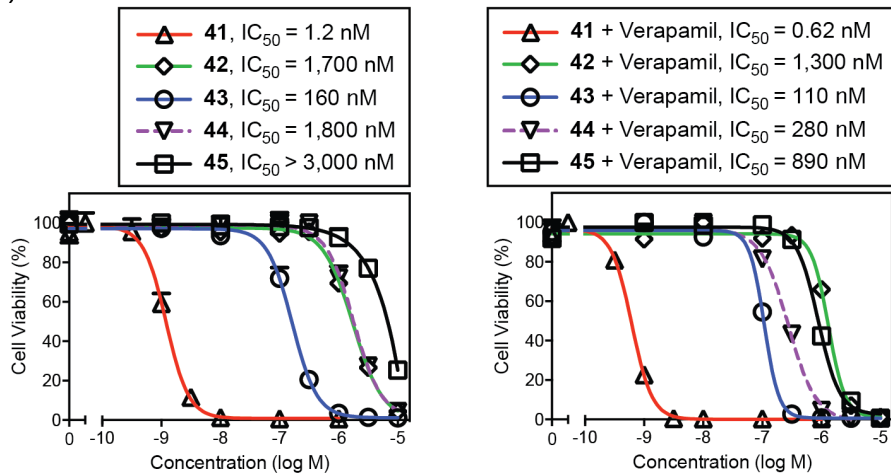 )
41, IC50 = 1.2 nM
42, IC50 = 1,700 nM
43, IC50 = 160 nM
44, IC50 = 1,800 nM
45, IC50 > 3,000 nM
100
80
60
40
20
0
Cell Viability (%)
0 -10 -9 -8 -7 -6 -5
Concentration (log M)
41 + Verapamil, IC50 = 0.62 nM
42 + Verapamil, IC50 = 1,300 nM
43 + Verapamil, IC50 = 110 nM
44 + Verapamil, IC50 = 280 nM
45 + Verapamil, IC50 = 890 nM
100
80
60
40
20
0
Cell Viability (%)
0 -10 -9 -8 -7 -6 -5
Concentration (log M)